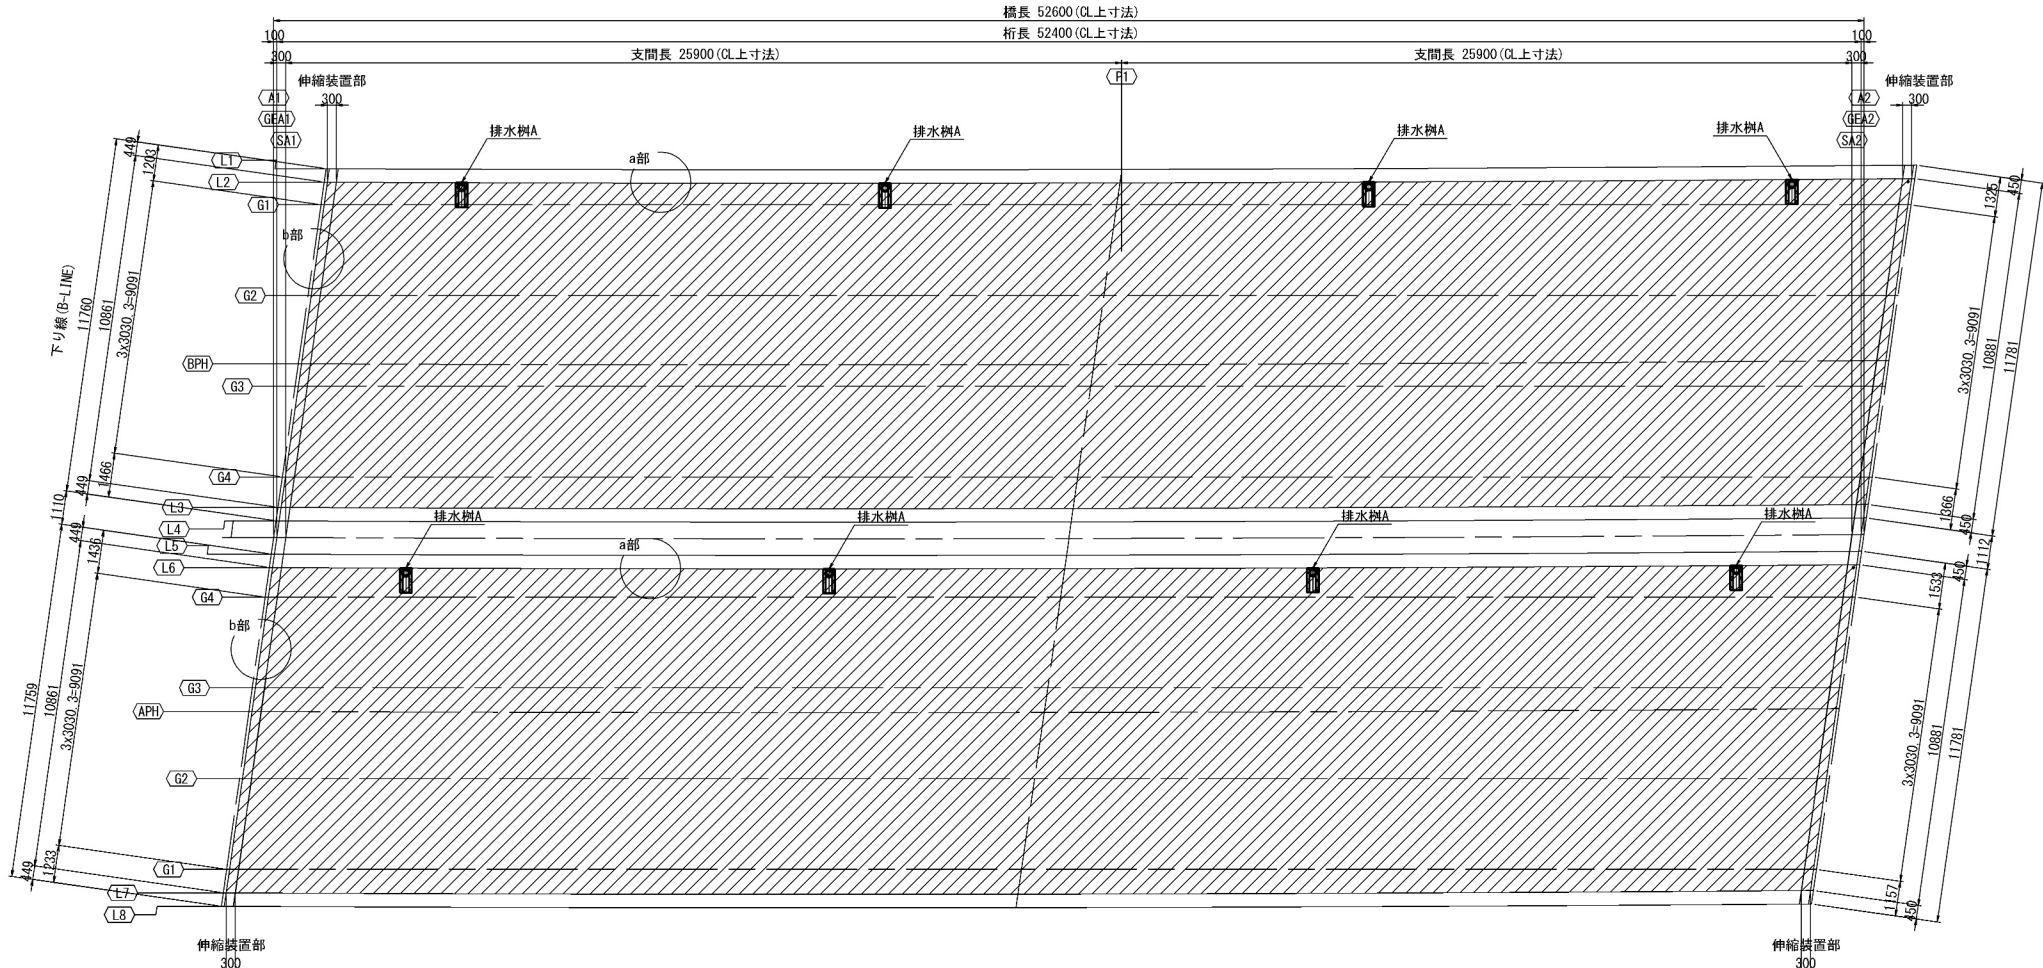 橋長 52600(CL上寸法)
100
桁長 52400(CL上寸法)
100
300
支間長 25900(CL上寸法)
支間長 25900(CL上寸法)
300
伸縮装置部
300
P1
伸縮装置部
300
A1
GEA1
SA1
A2
GEA2
SA2
排水桝A
排水桝A
排水桝A
排水桝A
a部
b部
L1
L2
G1
G2
BPH
G3
G4
L3
L4
L5
L6
G4
G3
APH
G2
G1
L7
L8
下り線(B-LINE)
449
1203
11760
10861
3x3030.3=9091
1466
449
1110
449
1436
11759
10861
3x3030.3=9091
1233
449
排水桝A
排水桝A
排水桝A
排水桝A
a部
b部
450
1325
3x3030.3=9091
10881
11781
1366
450
1112
450
1533
3x3030.3=9091
10881
11781
1157
450
伸縮装置部
300
伸縮装置部
300